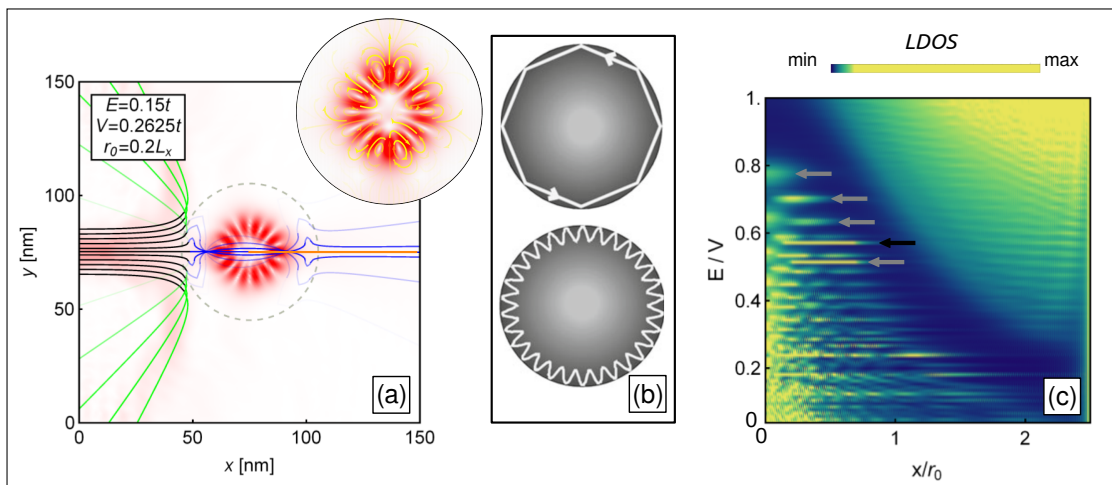 E=0.15t
V=0.2625t
r₀=0.2Lₓ
150
100
50
0
y [nm]
0
50
100
150
x [nm]
(a)
(b)
LDOS
min
max
1.
0.8
0.6
0.4
0.2
0
E / V
0
1
2
x/r₀
(c)